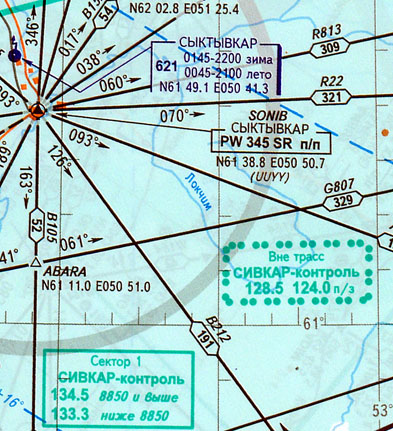 N62 02.8 E051 25.4
B15
54
346°
017°
038°
060°
СЫКТЫВКАР
621
0145-2200 зима
0045-2100 лето
N61 49.1 E050 41.3
R813
309
R22
321
070°
SONIB
СЫКТЫВКАР
PW 345 SR п/п
N61 38.8 E050 50.7
(UUYY)
093°
093°
126°
163°
Локчим
G807
329
52
B105
061°
41°
ABARA
N61 11.0 E050 51.0
Вне трасс
СИВКАР-контроль
128.5 124.0 п/з
61°
B212
191
Сектор 1
СИВКАР-контроль
134.5 8850 и выше
133.3 ниже 8850
16°
53°